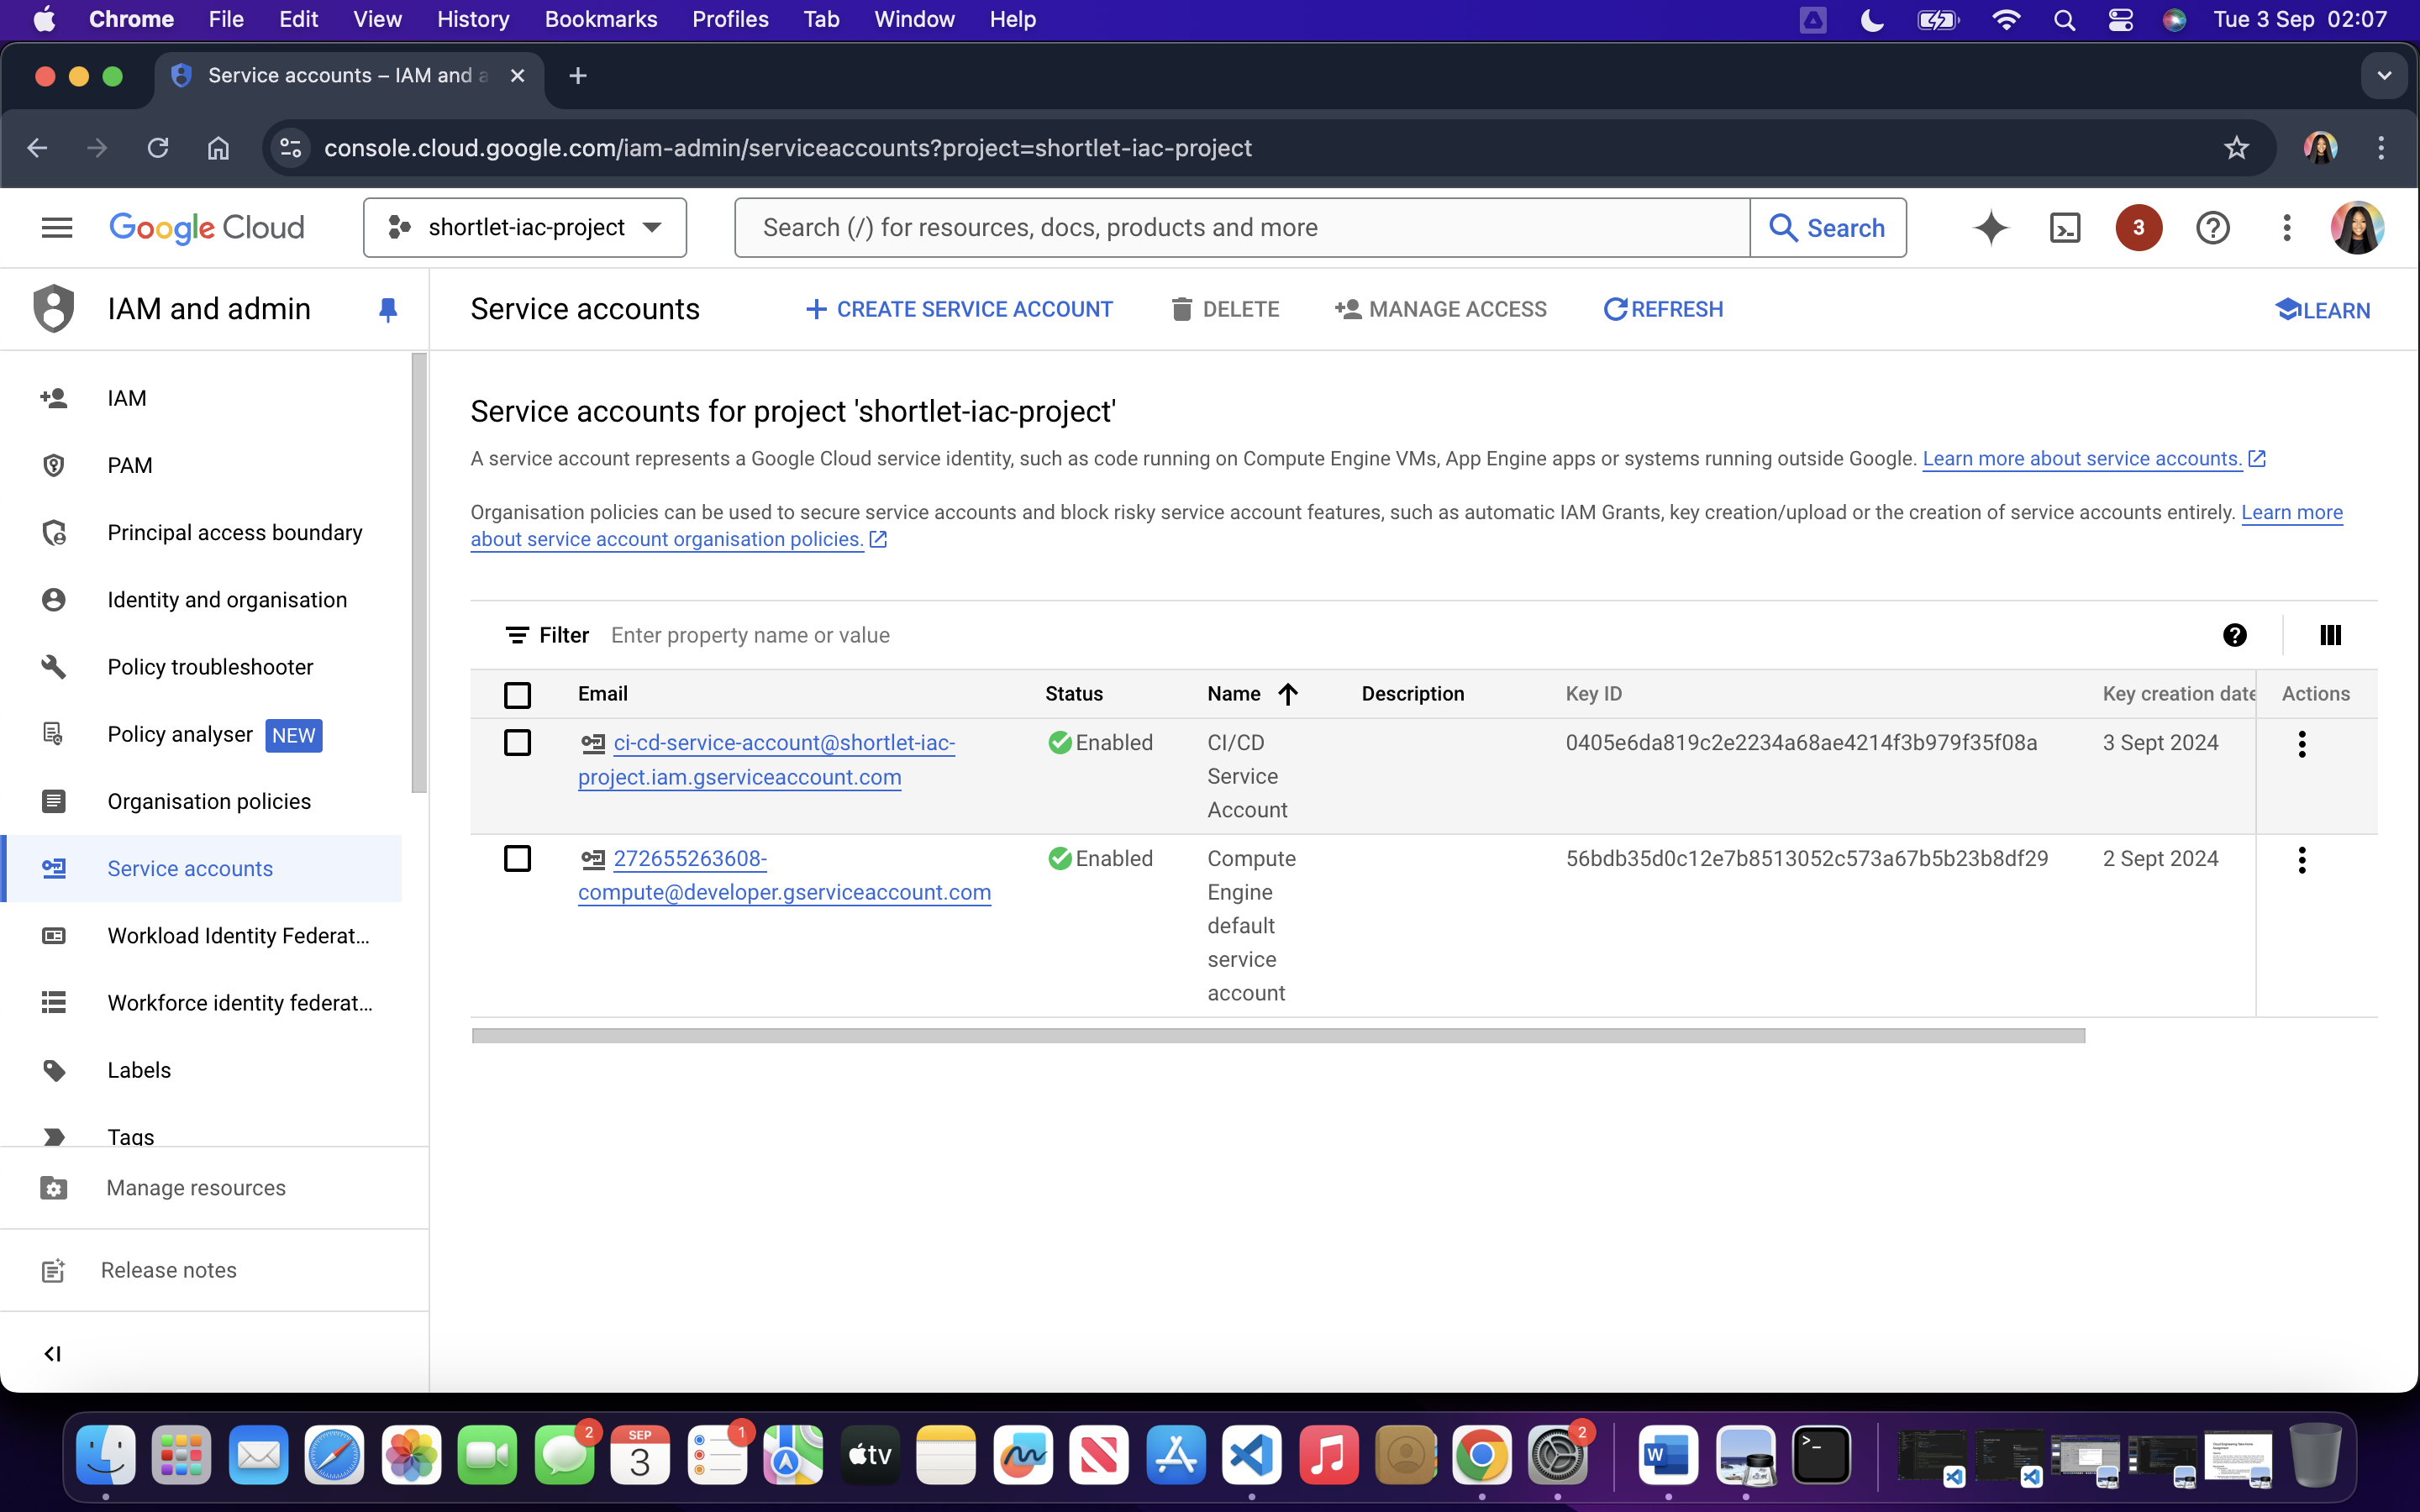 Chrome File Edit View History Bookmarks Profiles Tab Window Help Tue 3 Sep 02:07
Service accounts – IAM and a
console.cloud.google.com/iam-admin/serviceaccounts?project=shortlet-iac-project
Google Cloud shortlet-iac-project Search (/) for resources, docs, products and more Search 3
IAM and admin
Service accounts CREATE SERVICE ACCOUNT DELETE MANAGE ACCESS REFRESH LEARN
IAM
PAM
Principal access boundary
Identity and organisation
Policy troubleshooter
Policy analyser NEW
Organisation policies
Service accounts
Workload Identity Federat...
Workforce identity federat...
Labels
Tags
Manage resources
Release notes
Service accounts for project 'shortlet-iac-project'
A service account represents a Google Cloud service identity, such as code running on Compute Engine VMs, App Engine apps or systems running outside Google. Learn more about service accounts.
Organisation policies can be used to secure service accounts and block risky service account features, such as automatic IAM Grants, key creation/upload or the creation of service accounts entirely. Learn more
about service account organisation policies.
Filter Enter property name or value
Email Status Name Description Key ID Key creation date Actions
ci-cd-service-account@shortlet-iac- Enabled CI/CD 0405e6da819c2e2234a68ae4214f3b979f35f08a 3 Sept 2024
project.iam.gserviceaccount.com Service
Account
272655263608- Enabled Compute 56bdb35d0c12e7b8513052c573a67b5b23b8df29 2 Sept 2024
compute@developer.gserviceaccount.com Engine
default
service
account
2 SEP 3 1 tv 2 W